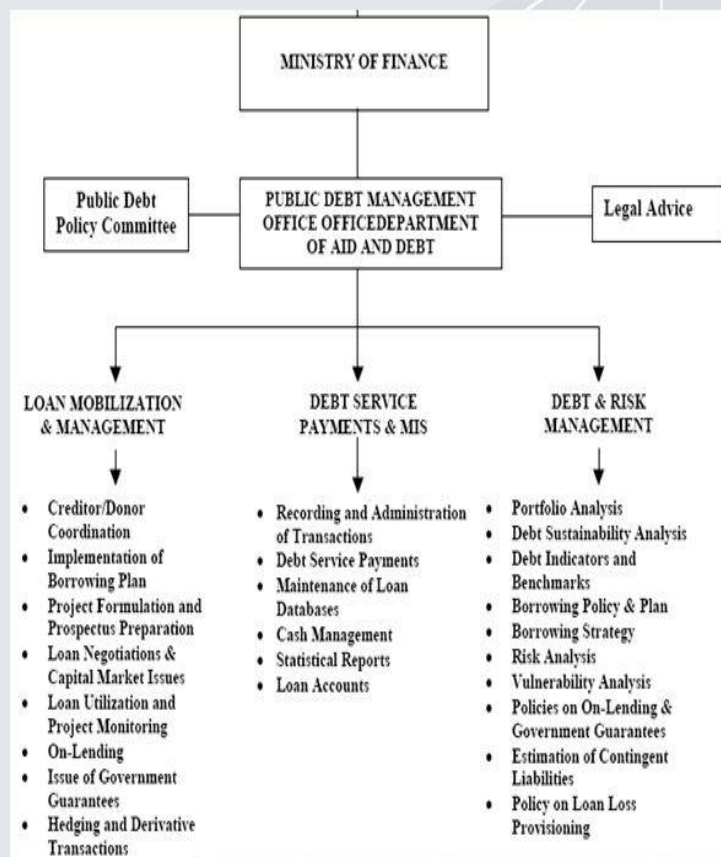 MINISTRY OF FINANCE
Public Debt
Policy Committee
PUBLIC DEBT MANAGEMENT
OFFICE OFFICEDEPARTMENT
OF AID AND DEBT
Legal Advice
LOAN MOBILIZATION
& MANAGEMENT
• Creditor/Donor
Coordination
• Implementation of
Borrowing Plan
• Project Formulation and
Prospectus Preparation
• Loan Negotiations &
Capital Market Issues
• Loan Utilization and
Project Monitoring
• On-Lending
• Issue of Government
Guarantees
• Hedging and Derivative
Transactions
DEBT SERVICE
PAYMENTS & MIS
• Recording and Administration
of Transactions
• Debt Service Payments
• Maintenance of Loan
Databases
• Cash Management
• Statistical Reports
• Loan Accounts
DEBT & RISK
MANAGEMENT
• Portfolio Analysis
• Debt Sustainability Analysis
• Debt Indicators and
Benchmarks
• Borrowing Policy & Plan
• Borrowing Strategy
• Risk Analysis
• Vulnerability Analysis
• Policies on On-Lending &
Government Guarantees
• Estimation of Contingent
Liabilities
• Policy on Loan Loss
Provisioning